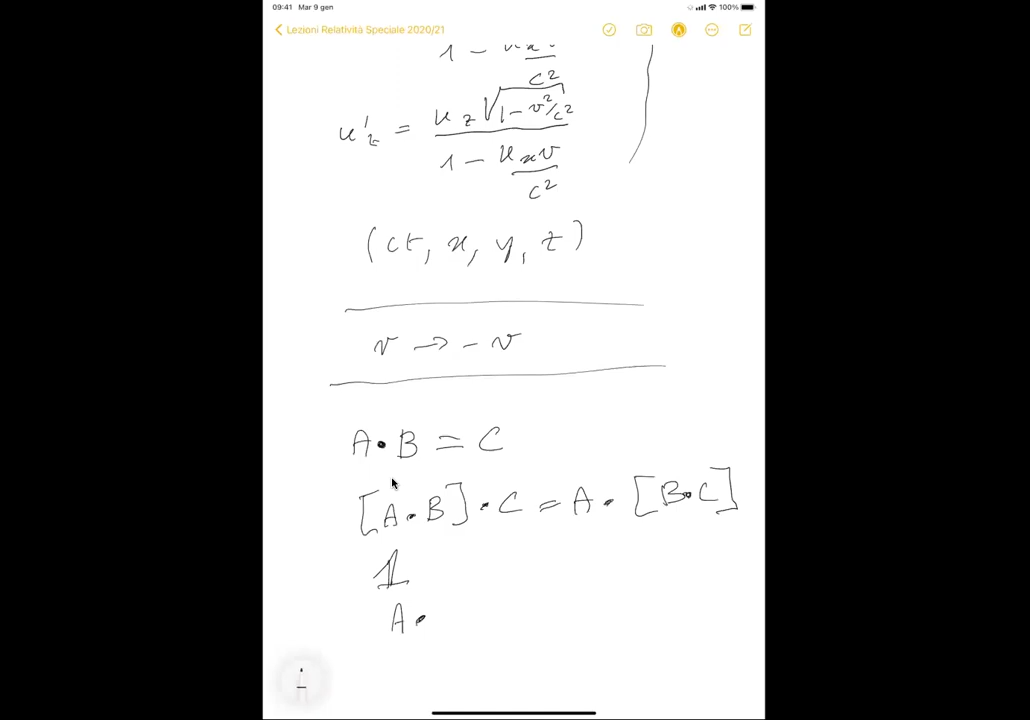 09:41 Mar 9 gen 100%
Lezioni Relatività Speciale 2020/21
1 -
c²
u'z = uz √1 - v²/c²
1 - uxv
c²
(ct, x, y, z)
v → - v
A • B = C
[A • B] • C = A • [B • C]
𝟙
A •